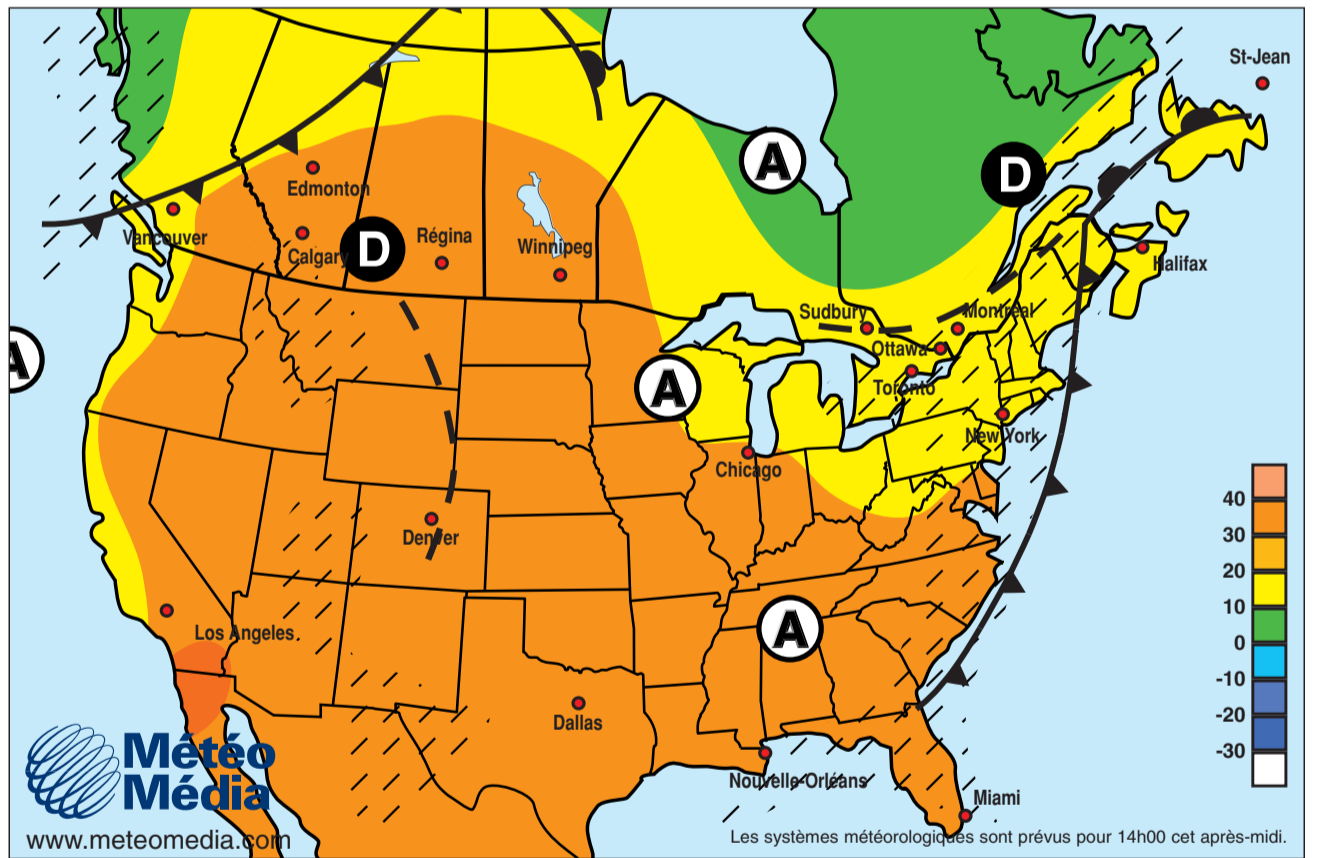 St-Jean
A
D
Edmonton
Vancouver
Calgary
D
Régina
Winnipeg
Halifax
Sudbury
Montréal
Ottawa
A
A
Toronto
New York
Chicago
40
Denver
30
20
10
A
Los Angeles
0
-10
Dallas
-20
-30
Météo
Média
Nouvelle-Orléans
Miami
www.meteomedia.com
Les systèmes météorologiques sont prévus pour 14h00 cet après-midi.